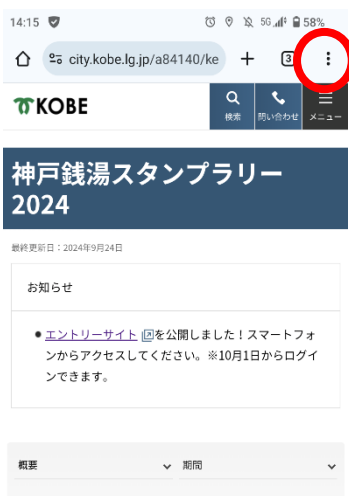 14:15 5G 58%
city.kobe.lg.jp/a84140/ke 3
KOBE 検索 問い合わせ メニュー
神戸銭湯スタンプラリー
2024
最終更新日：2024年9月24日
お知らせ
エントリーサイト を公開しました！スマートフォ
ンからアクセスしてください。※10月1日からログイ
ンできます。
概要 期間